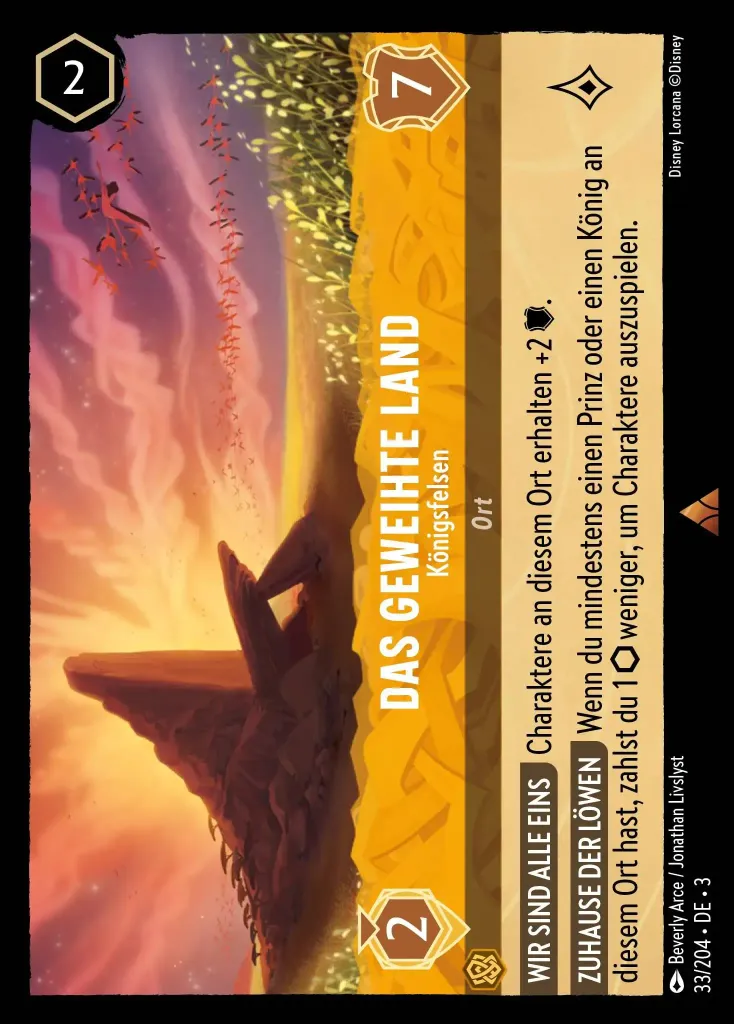 2
7
DAS GEWEIHTE LAND
Königsfelsen
2
Ort
WIR SIND ALLE EINS Charaktere an diesem Ort erhalten +2 .
ZUHAUSE DER LÖWEN Wenn du mindestens einen Prinz oder einen König an
diesem Ort hast, zahlst du 1 weniger, um Charaktere auszuspielen.
Beverly Arce / Jonathan Livslyst
33/204 • DE • 3
Disney Lorcana ©Disney